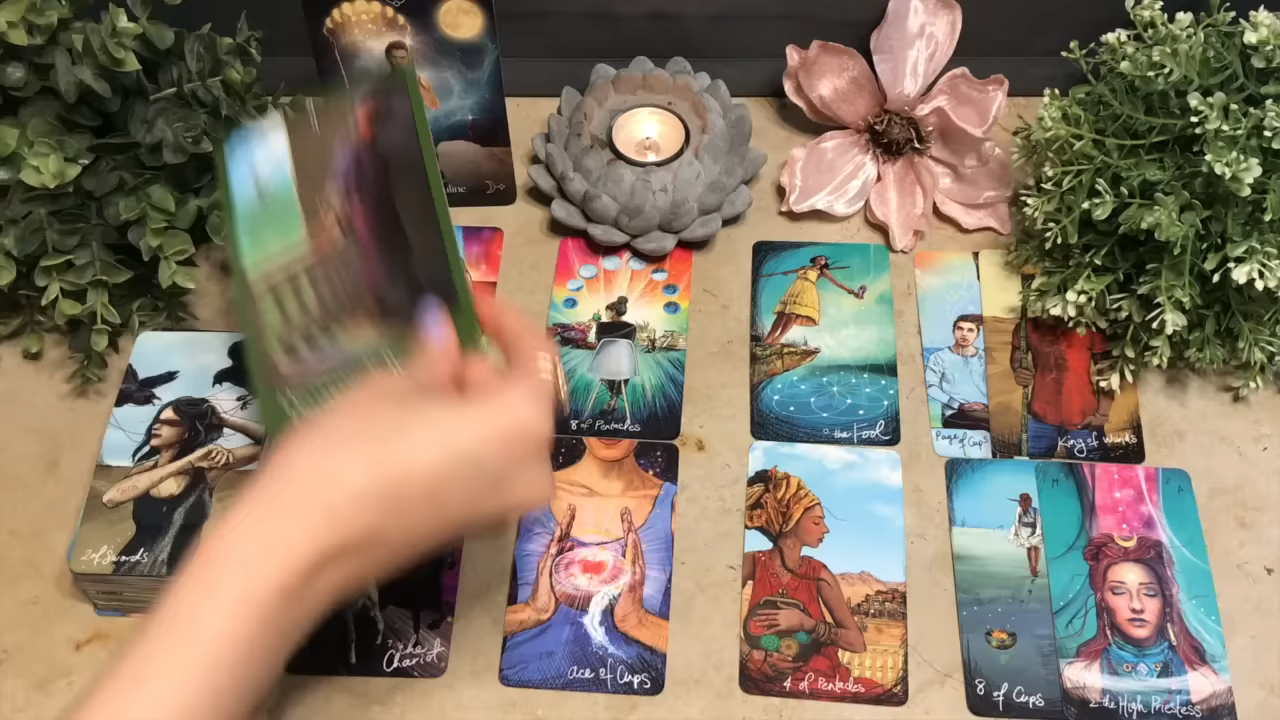 8 of Pentacles
0 the Fool
Page of Cups
King of Wands
2 of Swords
7. the
Chariot
ace of Cups
4 of Pentacles
8 of Cups
2 the High Priestess